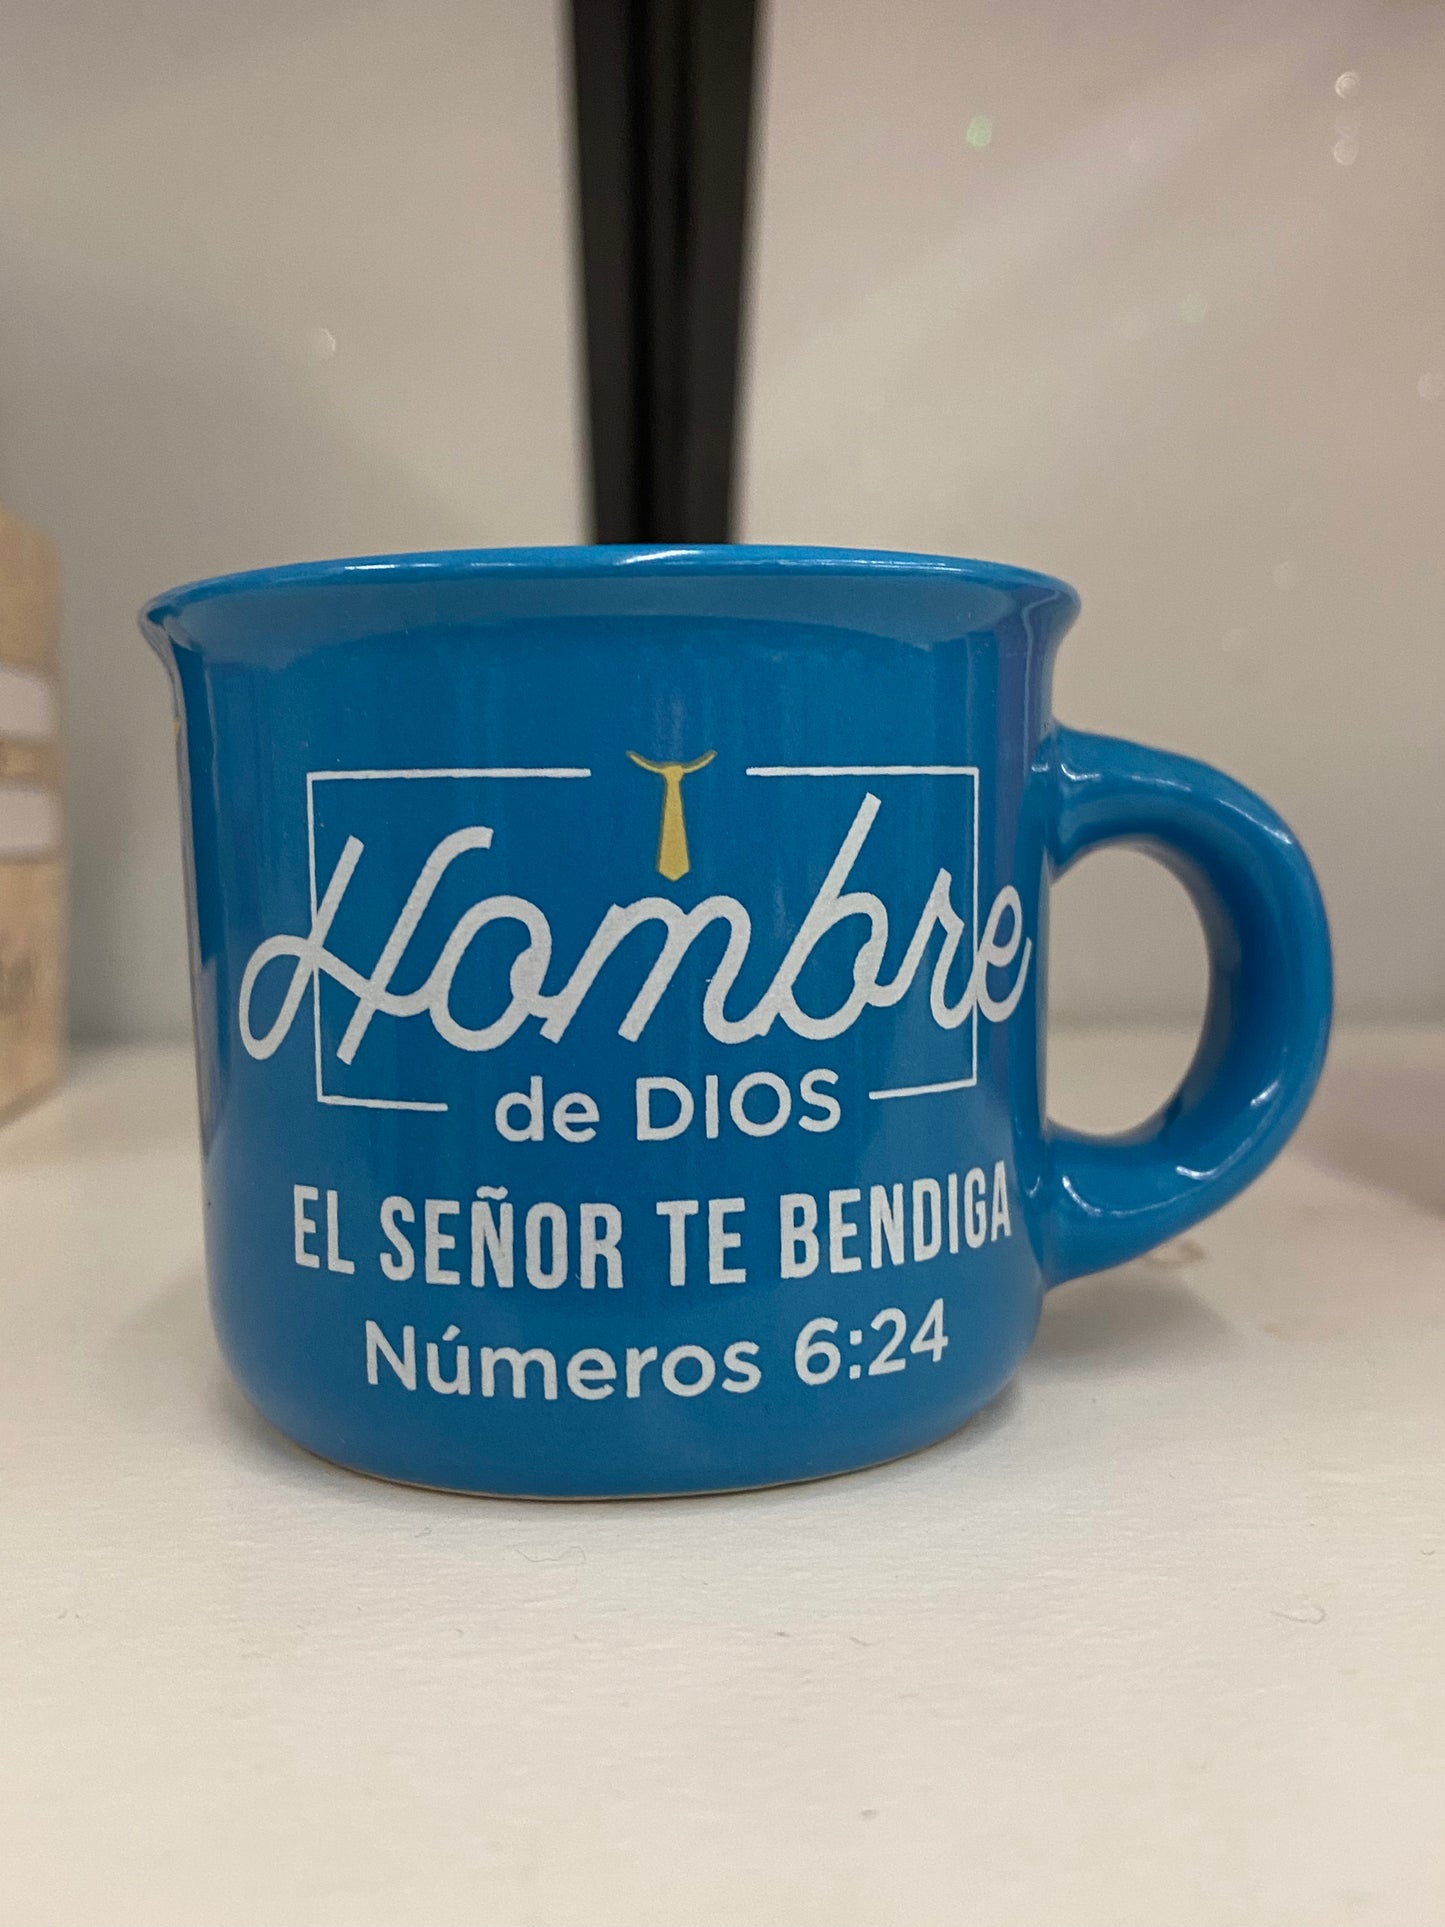 Hombre
de DIOS
EL SEÑOR TE BENDIGA
Números 6:24